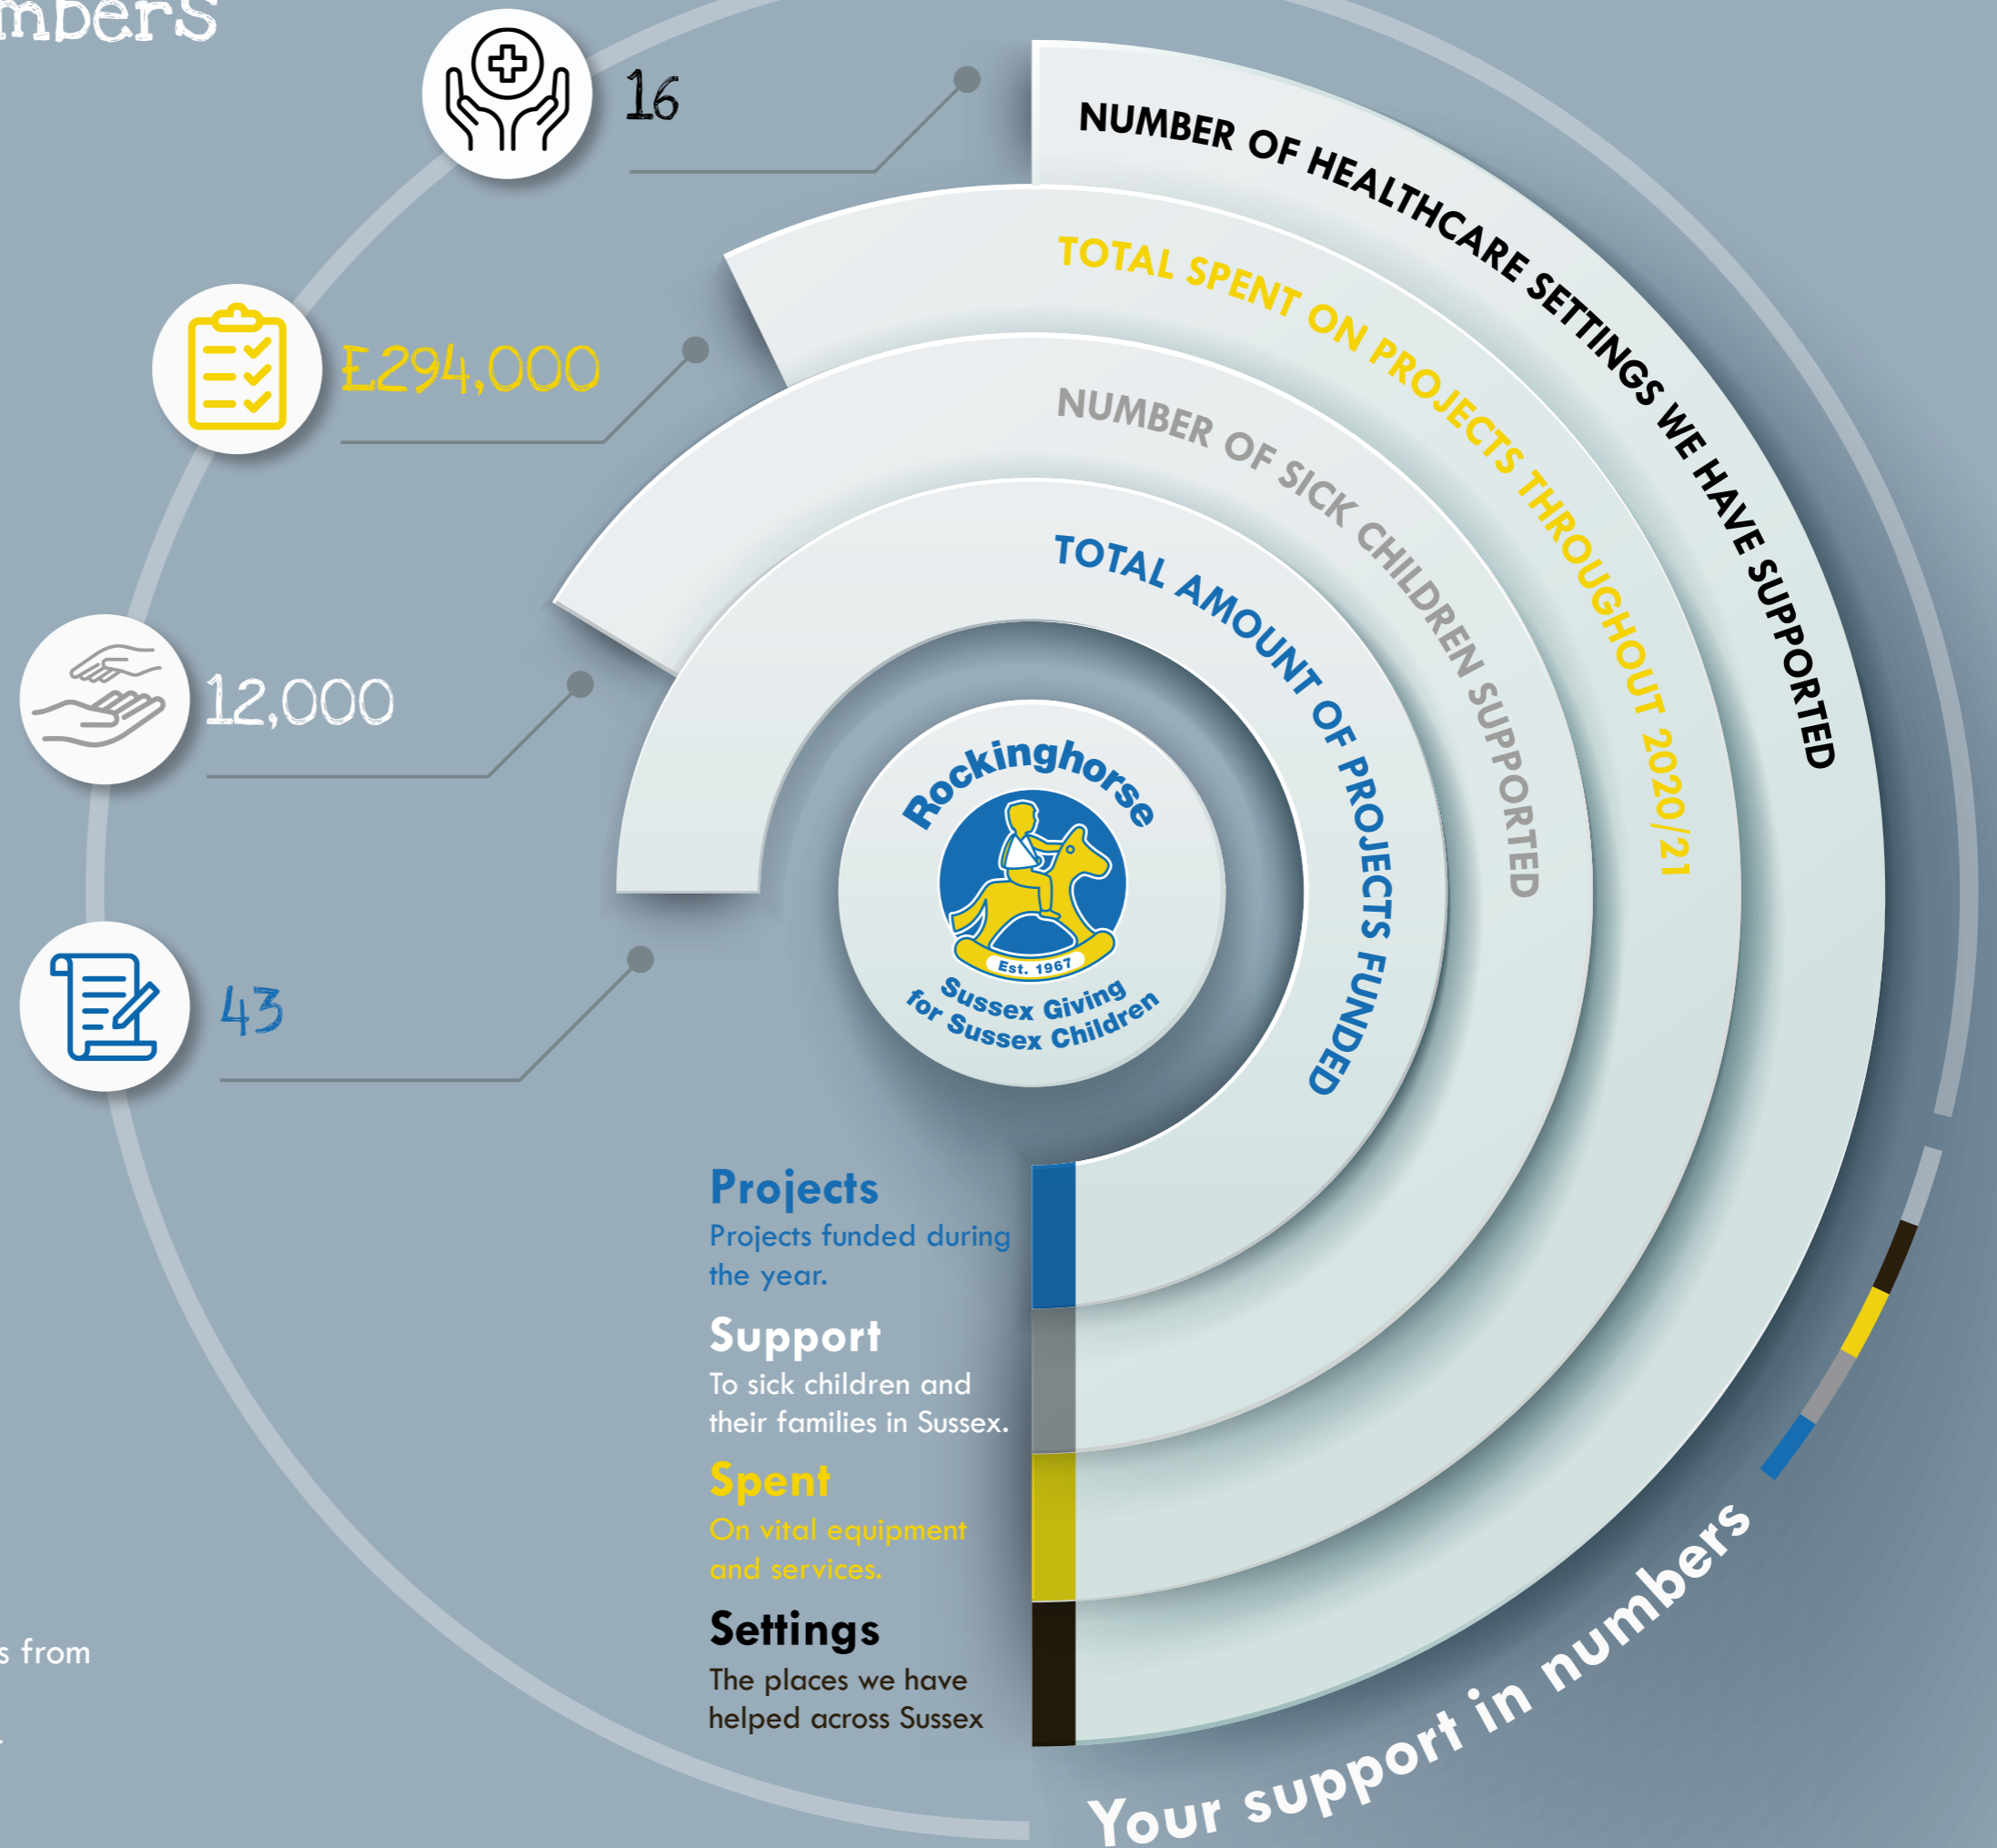 16
£294,000
12,000
43
NUMBER OF HEALTHCARE SETTINGS WE HAVE SUPPORTED
TOTAL SPENT ON PROJECTS THROUGHOUT 2020/21
NUMBER OF SICK CHILDREN SUPPORTED
TOTAL AMOUNT OF PROJECTS FUNDED
Rockinghorse
Est. 1967
Sussex Giving
for Sussex Children
Projects
Projects funded during
the year.
Support
To sick children and
their families in Sussex.
Spent
On vital equipment
and services.
Settings
The places we have
helped across Sussex
from
Your support in numbers